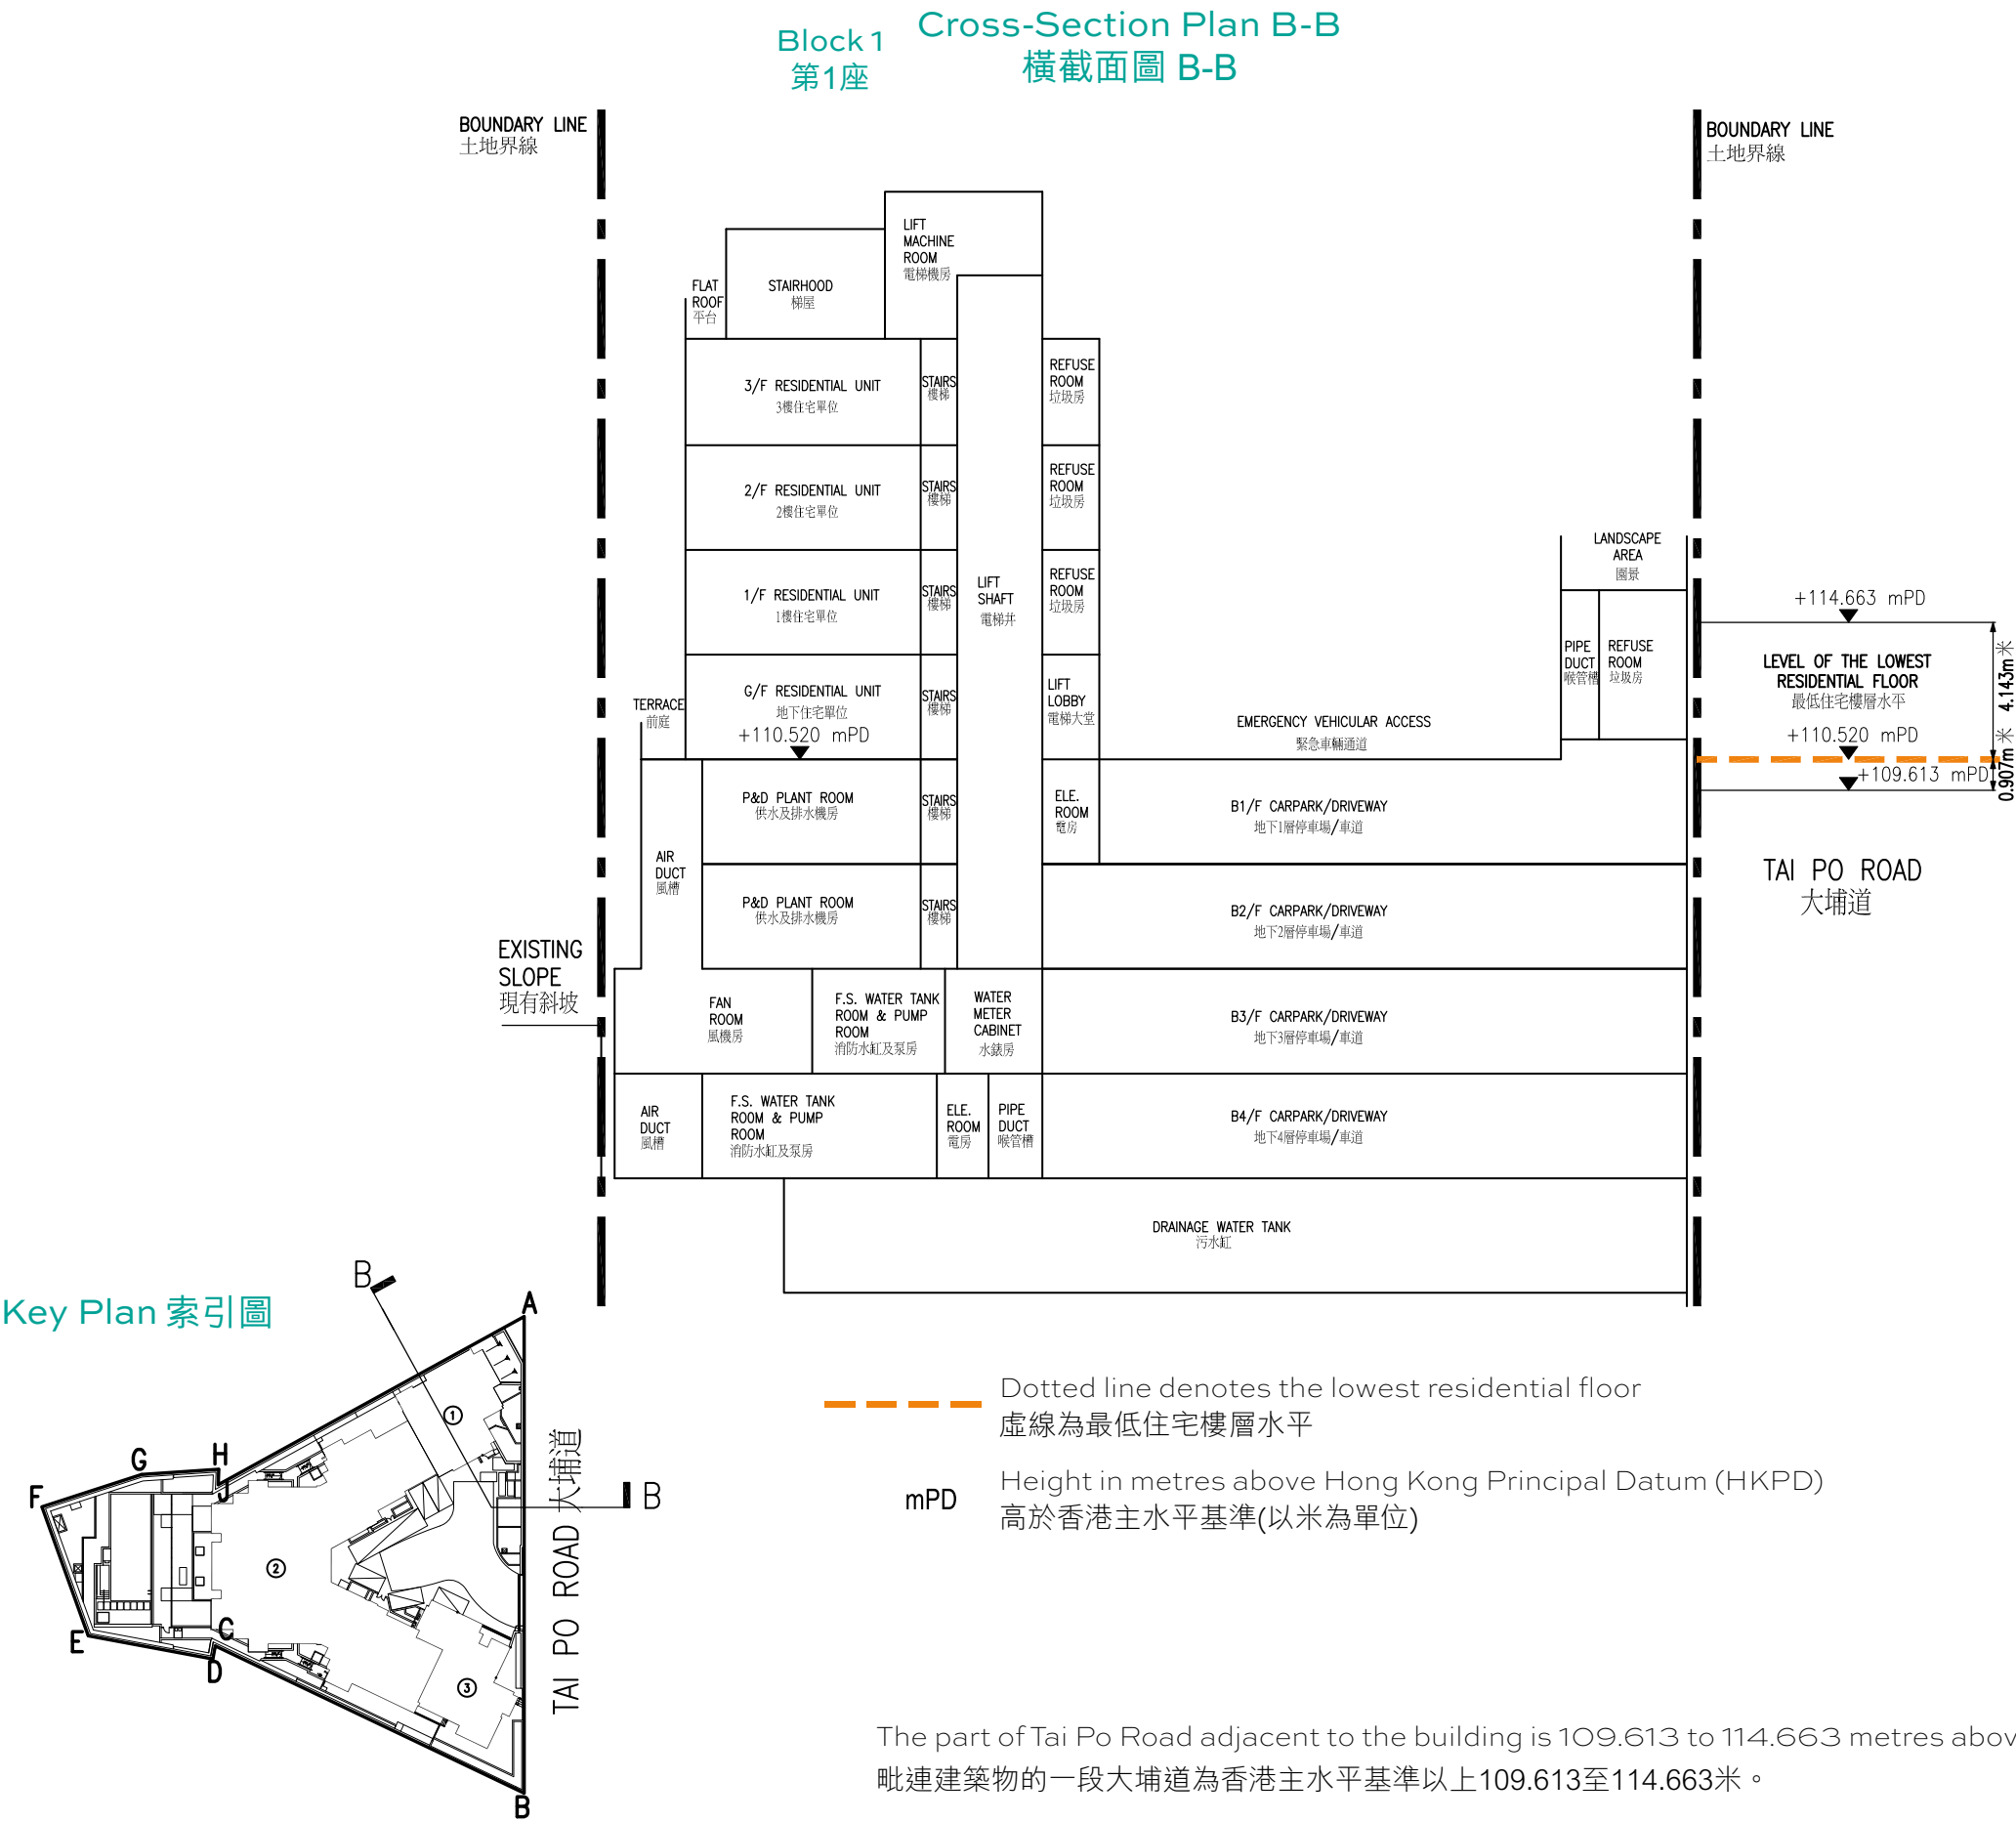 Cross-Section Plan B-B
橫截面圖 B-B
Block 1
第1座
BOUNDARY LINE
土地界線
BOUNDARY LINE
土地界線
LIFT
MACHINE
ROOM
電梯機房
FLAT
ROOF
平台
STAIRHOOD
梯屋
3/F RESIDENTIAL UNIT
3樓住宅單位
STAIRS
樓梯
REFUSE
ROOM
垃圾房
2/F RESIDENTIAL UNIT
2樓住宅單位
STAIRS
樓梯
REFUSE
ROOM
垃圾房
1/F RESIDENTIAL UNIT
1樓住宅單位
STAIRS
樓梯
LIFT
SHAFT
電梯井
REFUSE
ROOM
垃圾房
LANDSCAPE
AREA
園景
PIPE
DUCT
喉管槽
REFUSE
ROOM
垃圾房
TERRACE
前庭
G/F RESIDENTIAL UNIT
地下住宅單位
+110.520 mPD
STAIRS
樓梯
LIFT
LOBBY
電梯大堂
EMERGENCY VEHICULAR ACCESS
緊急車輛通道
+114.663 mPD
LEVEL OF THE LOWEST
RESIDENTIAL FLOOR
最低住宅樓層水平
+110.520 mPD
+109.613 mPD
4.143m 米
0.907m 米
TAI PO ROAD
大埔道
AIR
DUCT
風槽
P&D PLANT ROOM
供水及排水機房
STAIRS
樓梯
ELE.
ROOM
電房
B1/F CARPARK/DRIVEWAY
地下1層停車場/車道
P&D PLANT ROOM
供水及排水機房
STAIRS
樓梯
B2/F CARPARK/DRIVEWAY
地下2層停車場/車道
EXISTING
SLOPE
現有斜坡
FAN
ROOM
風機房
F.S. WATER TANK
ROOM & PUMP
ROOM
消防水缸及泵房
WATER
METER
CABINET
水錶房
B3/F CARPARK/DRIVEWAY
地下3層停車場/車道
AIR
DUCT
風槽
F.S. WATER TANK
ROOM & PUMP
ROOM
消防水缸及泵房
ELE.
ROOM
電房
PIPE
DUCT
喉管槽
B4/F CARPARK/DRIVEWAY
地下4層停車場/車道
DRAINAGE WATER TANK
污水缸
Key Plan 索引圖
B
A
1
H
G
J
F
B
2
C
E
D
3
B
TAI PO ROAD 大埔道
Dotted line denotes the lowest residential floor
虛線為最低住宅樓層水平
mPD
Height in metres above Hong Kong Principal Datum (HKPD)
高於香港主水平基準(以米為單位)
The part of Tai Po Road adjacent to the building is 109.613 to 114.663 metres abov
毗連建築物的一段大埔道為香港主水平基準以上109.613至114.663米。